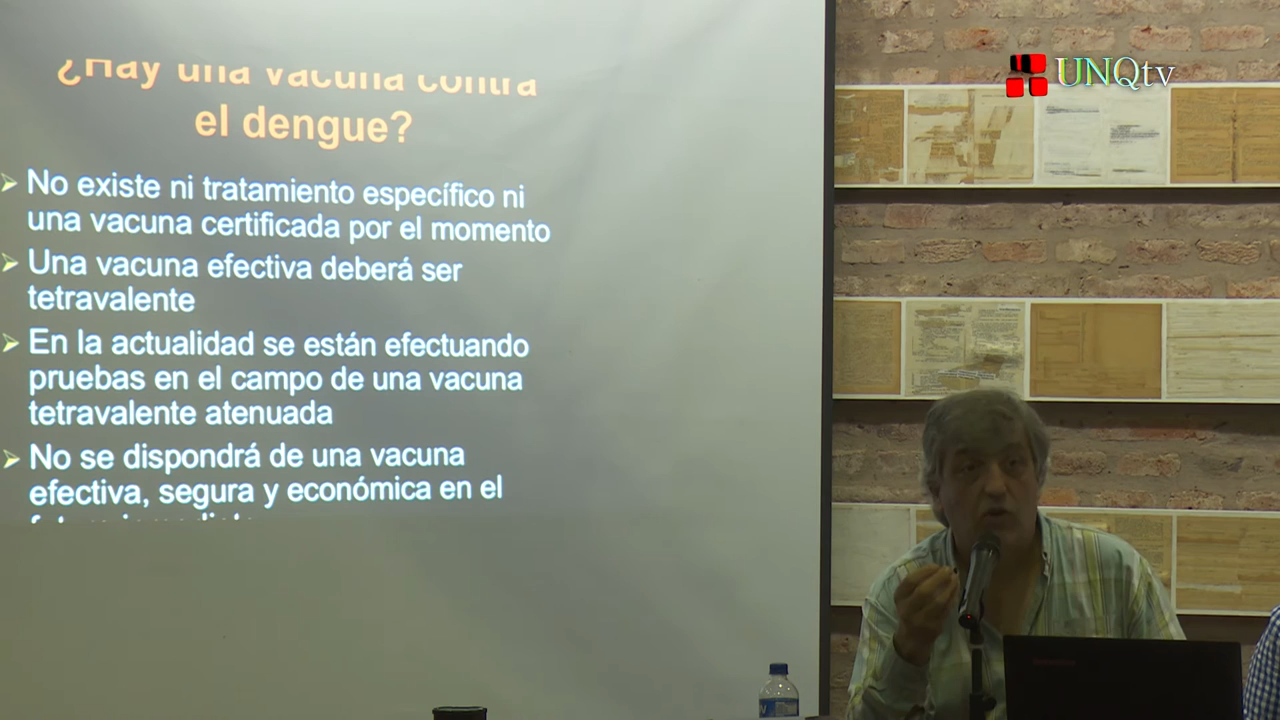 ¿Hay una vacuna contra
el dengue?
No existe ni tratamiento específico ni
una vacuna certificada por el momento
Una vacuna efectiva deberá ser
tetravalente
En la actualidad se están efectuando
pruebas en el campo de una vacuna
tetravalente atenuada
No se dispondrá de una vacuna
efectiva, segura y económica en el
UNQtv